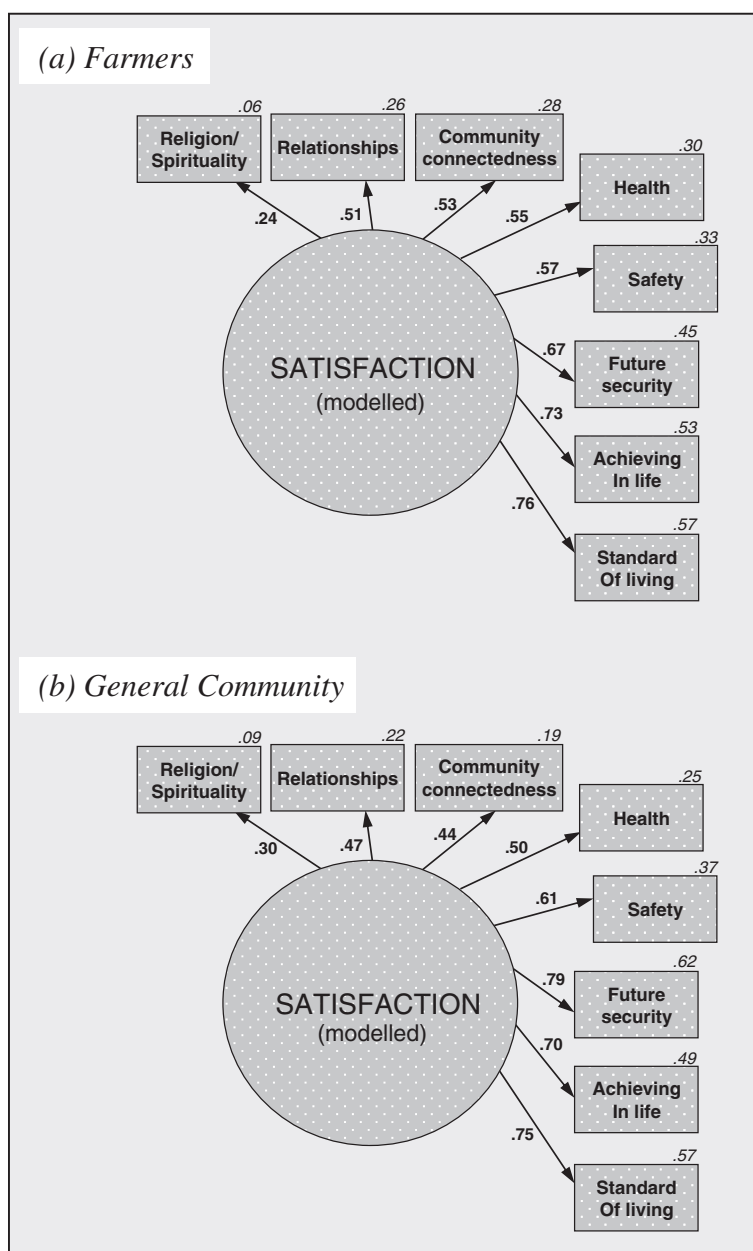 (a) Farmers
.06
.26
.28
Religion/
Spirituality
Relationships
Community
connectedness
.30
Health
.24
.51
.53
.55
.33
Safety
.57
.45
Future
security
.67
SATISFACTION
(modelled)
.73
.53
Achieving
In life
.76
.57
Standard
Of living
(b) General Community
.09
.22
.19
Religion/
Spirituality
Relationships
Community
connectedness
.25
Health
.30
.47
.44
.50
.37
Safety
.61
.62
Future
security
.79
SATISFACTION
(modelled)
.70
.49
Achieving
In life
.75
.57
Standard
Of living